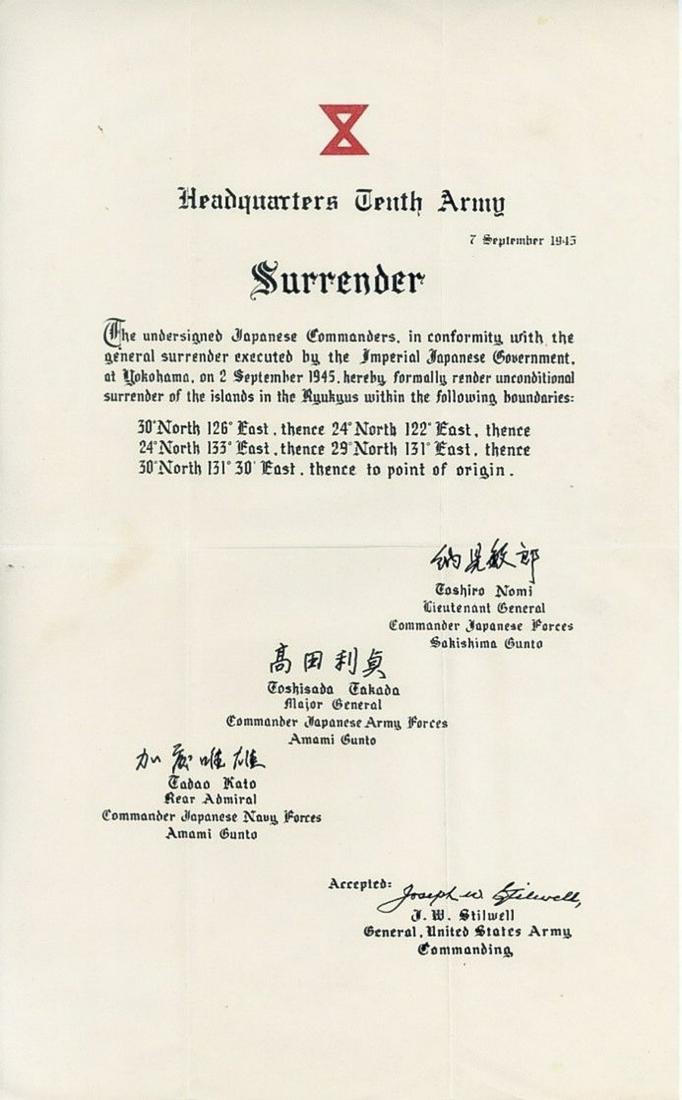 Headquarters Tenth Army
7 September 1945
Surrender
The undersigned Japanese Commanders, in conformity with the
general surrender executed by the Imperial Japanese Government,
at Yokohama, on 2 September 1945, hereby formally render unconditional
surrender of the islands in the Ryukyus within the following boundaries:
30° North 126° East, thence 24° North 122° East, thence
24° North 133° East, thence 29° North 131° East, thence
30° North 131° 30' East, thence to point of origin.
納見敏郎
Toshiro Nomi
Lieutenant General
Commander Japanese Forces
Sakishima Gunto
高田利貞
Toshisada Takada
Major General
Commander Japanese Army Forces
Amami Gunto
加藤唯雄
Tadao Kato
Rear Admiral
Commander Japanese Navy Forces
Amami Gunto
Accepted: Joseph W Stilwell,
J. W. Stilwell
General, United States Army
Commanding